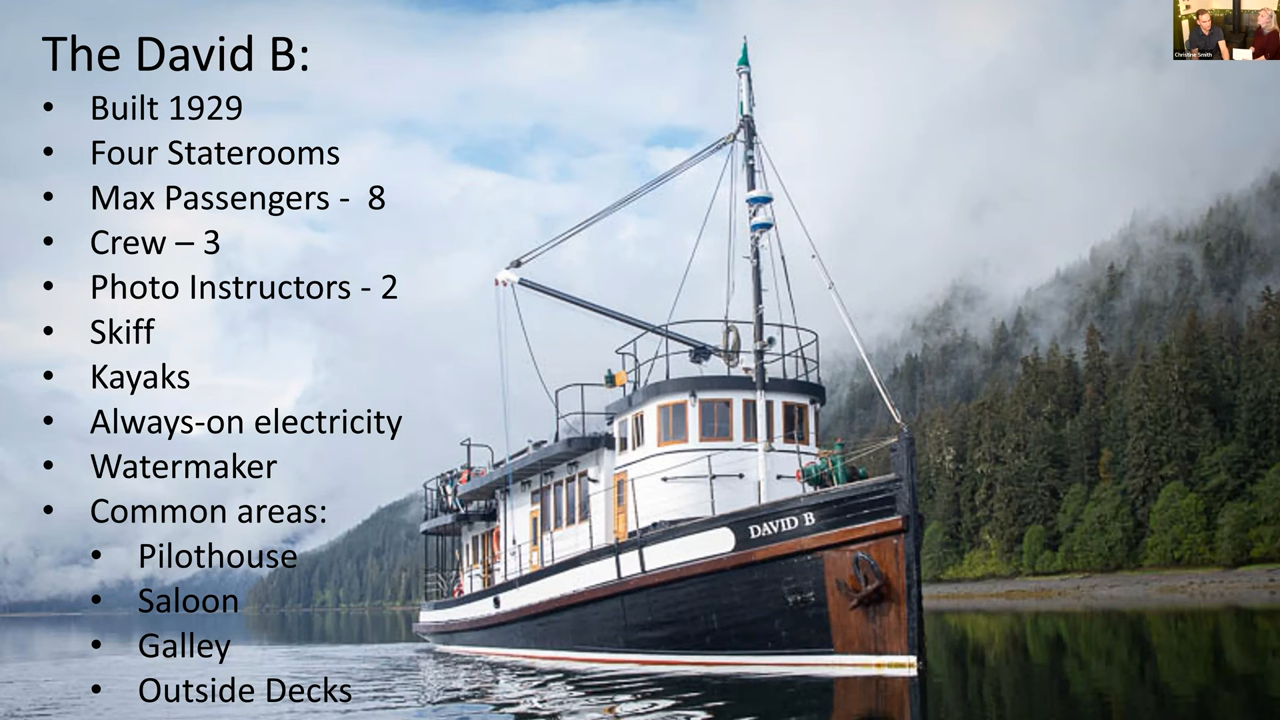 The David B:
• Built 1929
• Four Staterooms
• Max Passengers -  8
• Crew – 3
• Photo Instructors - 2
• Skiff
• Kayaks
• Always-on electricity
• Watermaker
• Common areas:
• Pilothouse
• Saloon
• Galley
• Outside Decks
DAVID B
Christine Smith